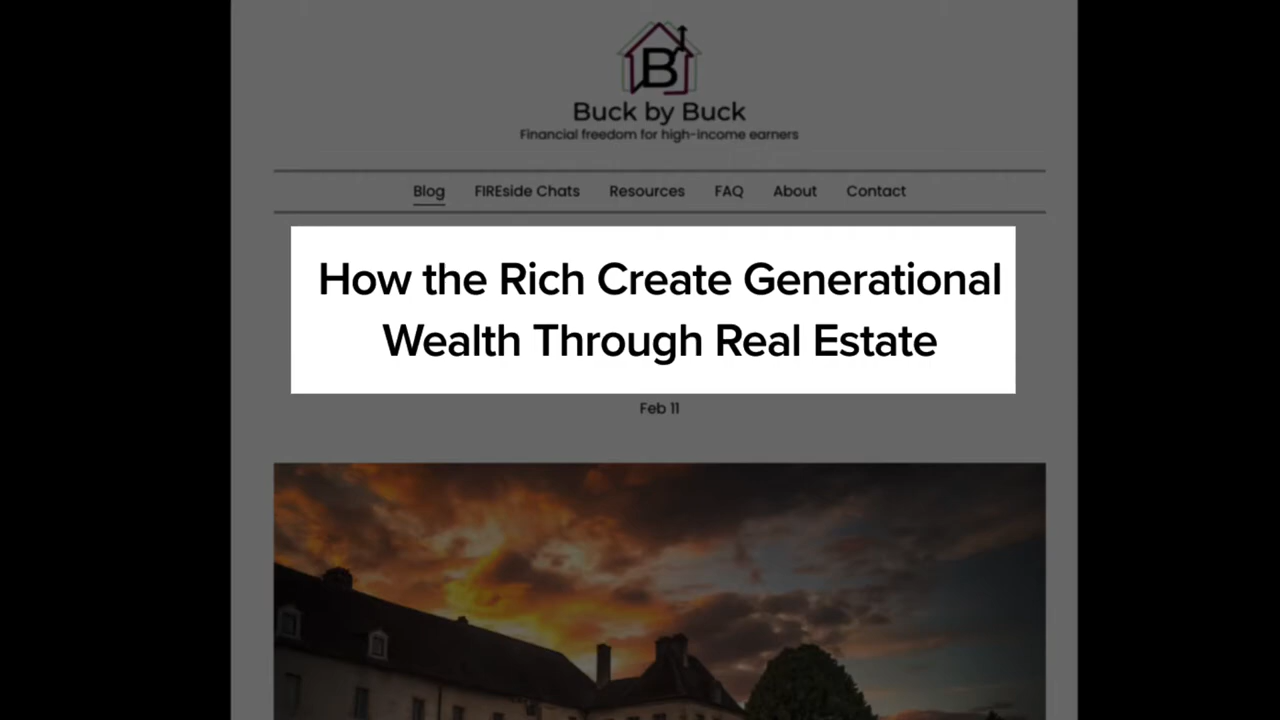 B
Buck by Buck
Financial freedom for high-income earners
Blog FIREside Chats Resources FAQ About Contact
How the Rich Create Generational
Wealth Through Real Estate
Feb 11